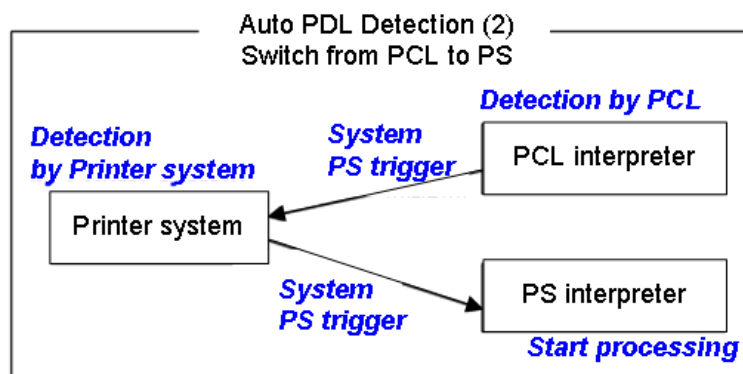 Auto PDL Detection (2)
Switch from PCL to PS
Detection by PCL
Detection
by Printer system
System
PS trigger
PCL interpreter
Printer system
System
PS trigger
PS interpreter
Start processing